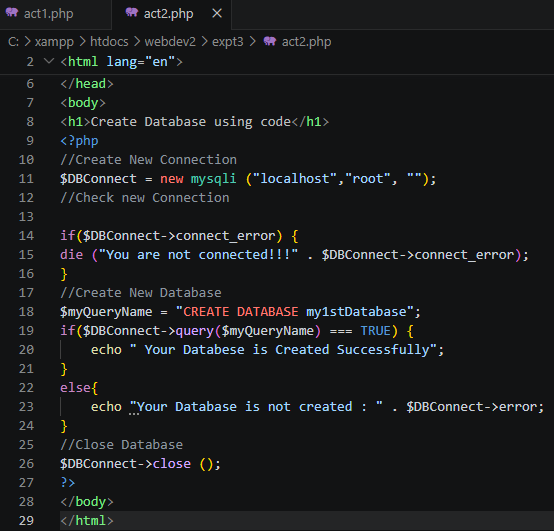 act1.php act2.php ×
C: > xampp > htdocs > webdev2 > expt3 > act2.php
2 <html lang="en">
6 </head>
7 <body>
8 <h1>Create Database using code</h1>
9 <?php
10 //Create New Connection
11 $DBConnect = new mysqli ("localhost","root", "");
12 //Check new Connection
13
14 if($DBConnect->connect_error) {
15 die ("You are not connected!!!" . $DBConnect->connect_error);
16 }
17 //Create New Database
18 $myQueryName = "CREATE DATABASE my1stDatabase";
19 if($DBConnect->query($myQueryName) === TRUE) {
20     echo " Your Databese is Created Successfully";
21 }
22 else{
23     echo "Your Database is not created : " . $DBConnect->error;
24 }
25 //Close Database
26 $DBConnect->close ();
27 ?>
28 </body>
29 </html>